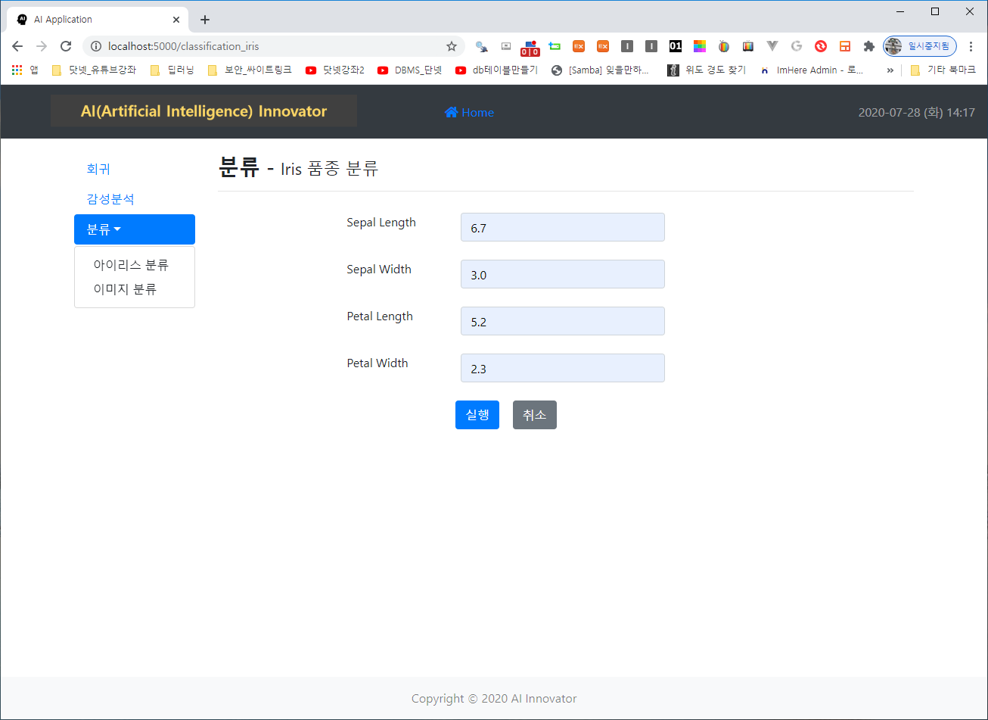 AI Application
localhost:5000/classification_iris
일시중지됨
앱 닷넷_유튜브강좌 딥러닝 보안_싸이트링크 닷넷강좌2 DBMS_단넷 db테이블만들기 [Samba] 잊을만하... 위도 경도 찾기 ImHere Admin - 로... » 기타 북마크
AI(Artificial Intelligence) Innovator Home 2020-07-28 (화) 14:17
회귀
감성분석
분류
아이리스 분류
이미지 분류
분류 - Iris 품종 분류
Sepal Length 6.7
Sepal Width 3.0
Petal Length 5.2
Petal Width 2.3
실행 취소
Copyright © 2020 AI Innovator